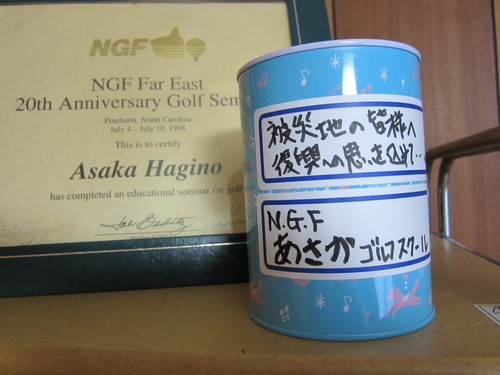 NGF
NGF Far East
20th Anniversary Golf Sem
Pinehurst, North Carolina
July 4 – July 10, 1998
This is to certify
Asaka Hagino
has completed an educational seminar for golf
被災地の皆様へ
復興への思いを込めて…
N.G.F
あさかゴルフスクール